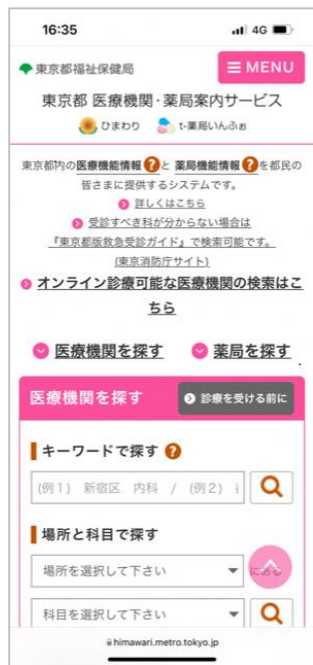 16:35
4G
東京都福祉保健局
MENU
東京都 医療機関・薬局案内サービス
ひまわり
t-薬局いんふぉ
東京都内の医療機能情報?と 薬局機能情報?を都民の
皆さまに提供するシステムです。
詳しくはこちら
受診すべき科が分からない場合は
『東京都版救急受診ガイド』で検索可能です。
(東京消防庁サイト)
オンライン診療可能な医療機関の検索はこ
ちら
医療機関を探す
薬局を探す
医療機関を探す
診療を受ける前に
キーワードで探す ?
(例1) 新宿区 内科 / (例2)
場所と科目で探す
場所を選択して下さい
にある
科目を選択して下さい
himawari.metro.tokyo.jp